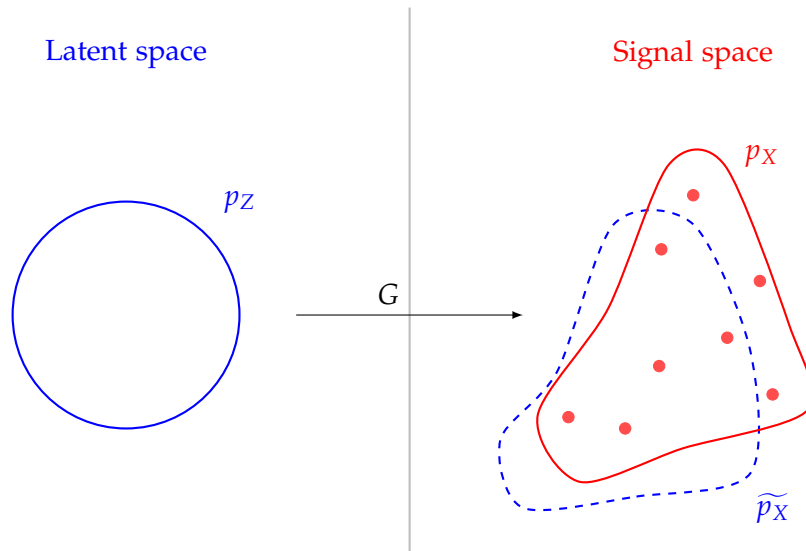 Latent space
Signal space
p_X
p_Z
G
\widetilde{p_X}